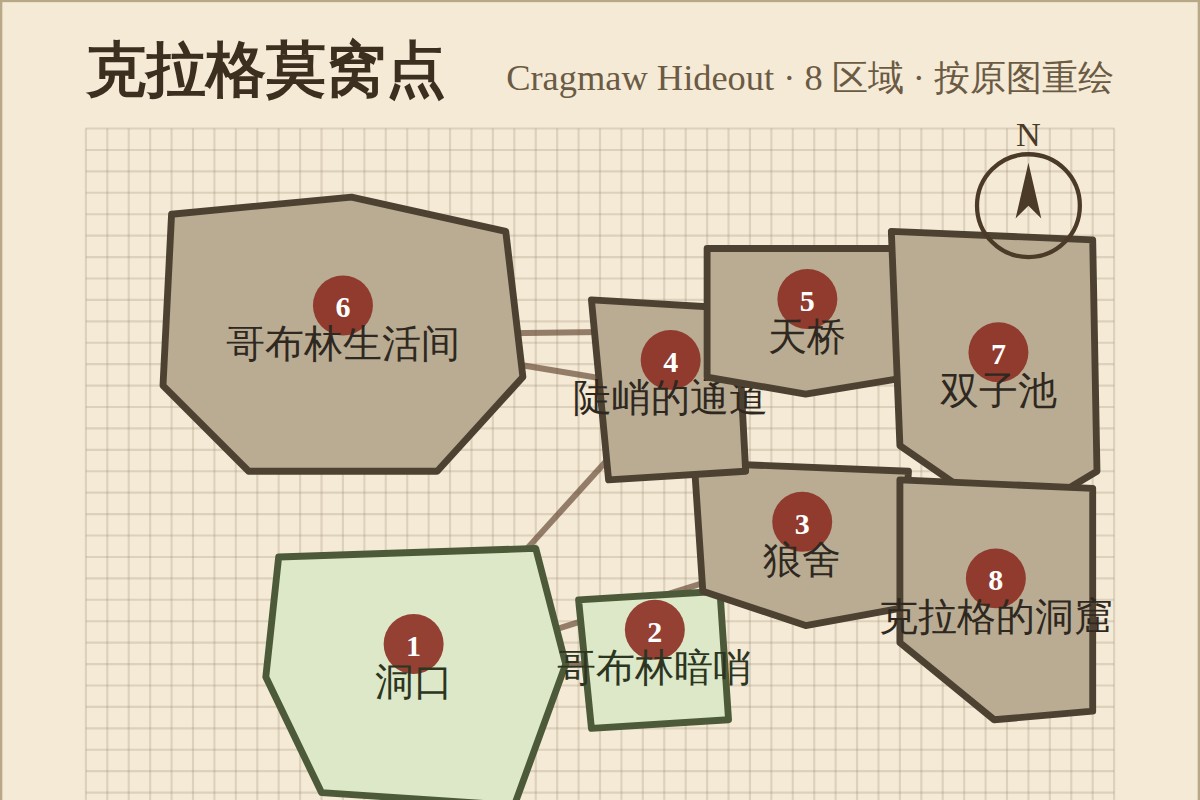 克拉格莫窝点
Cragmaw Hideout · 8 区域 · 按原图重绘
N
6
哥布林生活间
5
天桥
4
陡峭的通道
7
双子池
3
狼舍
8
克拉格的洞窟
1
洞口
2
哥布林暗哨